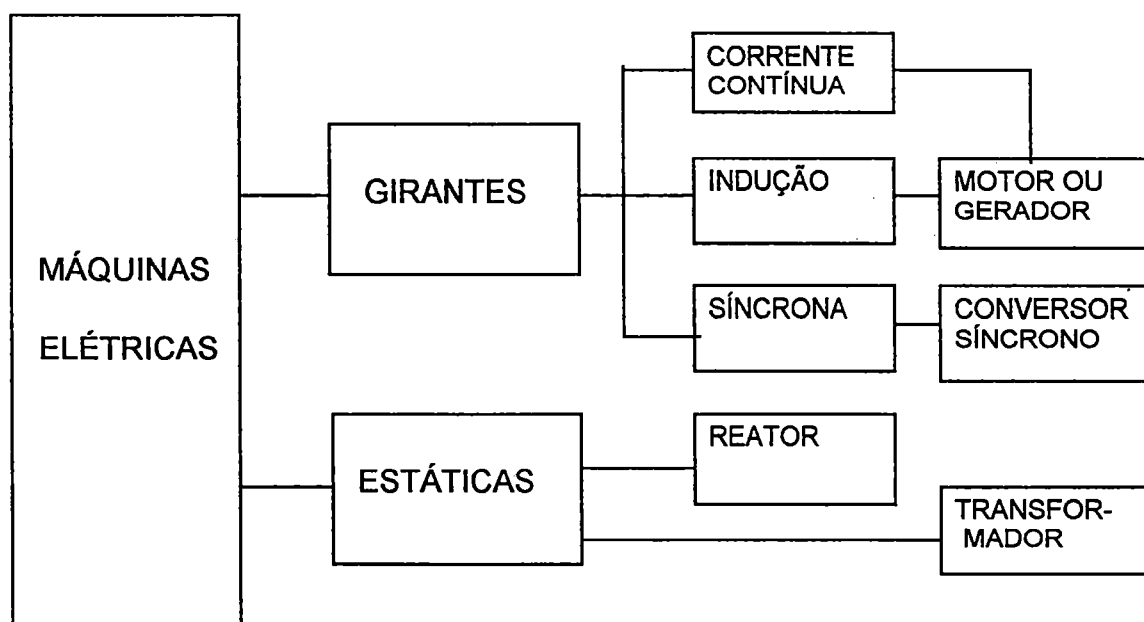 MÁQUINAS
ELÉTRICAS
GIRANTES
CORRENTE
CONTÍNUA
INDUÇÃO
MOTOR OU
GERADOR
SÍNCRONA
CONVERSOR
SÍNCRONO
ESTÁTICAS
REATOR
TRANSFOR-
MADOR